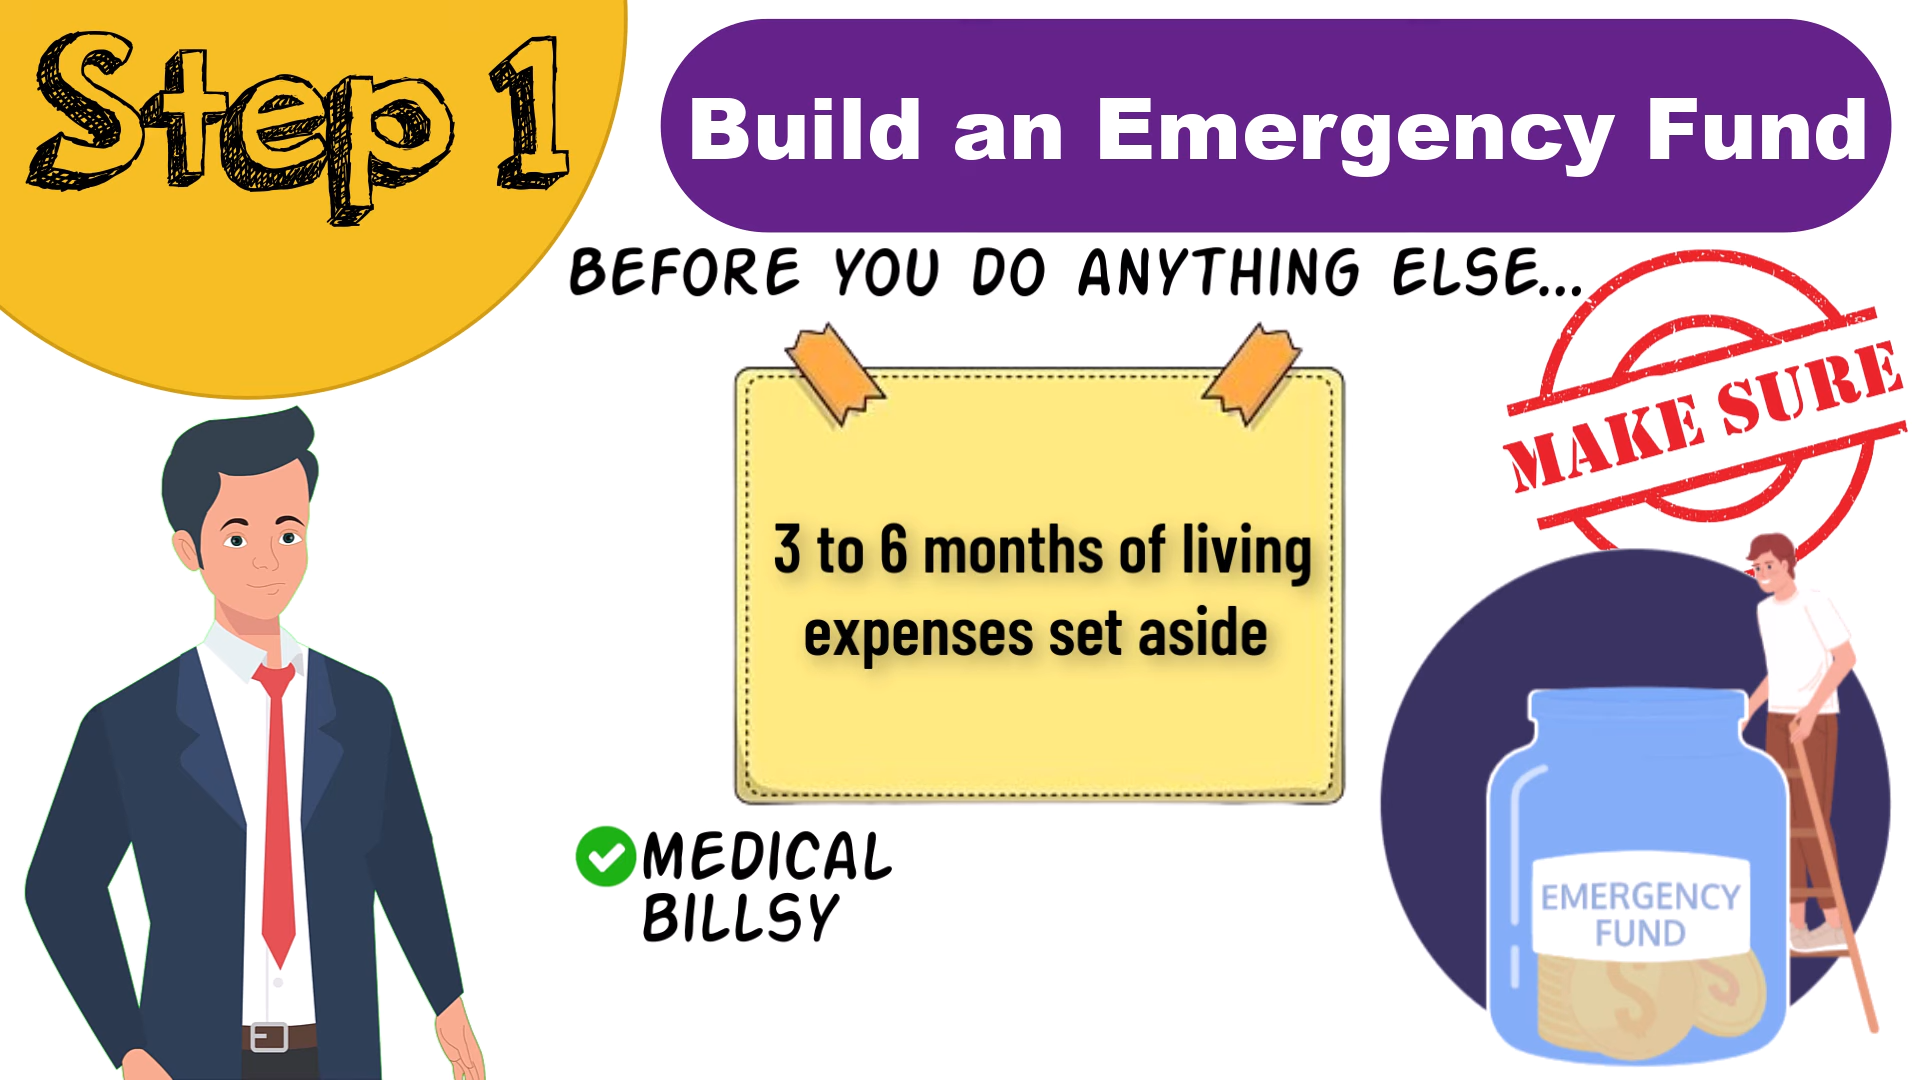 Step 1
Build an Emergency Fund
BEFORE YOU DO ANYTHING ELSE...
MAKE SURE
3 to 6 months of living
expenses set aside
MEDICAL
BILLSY
EMERGENCY
FUND